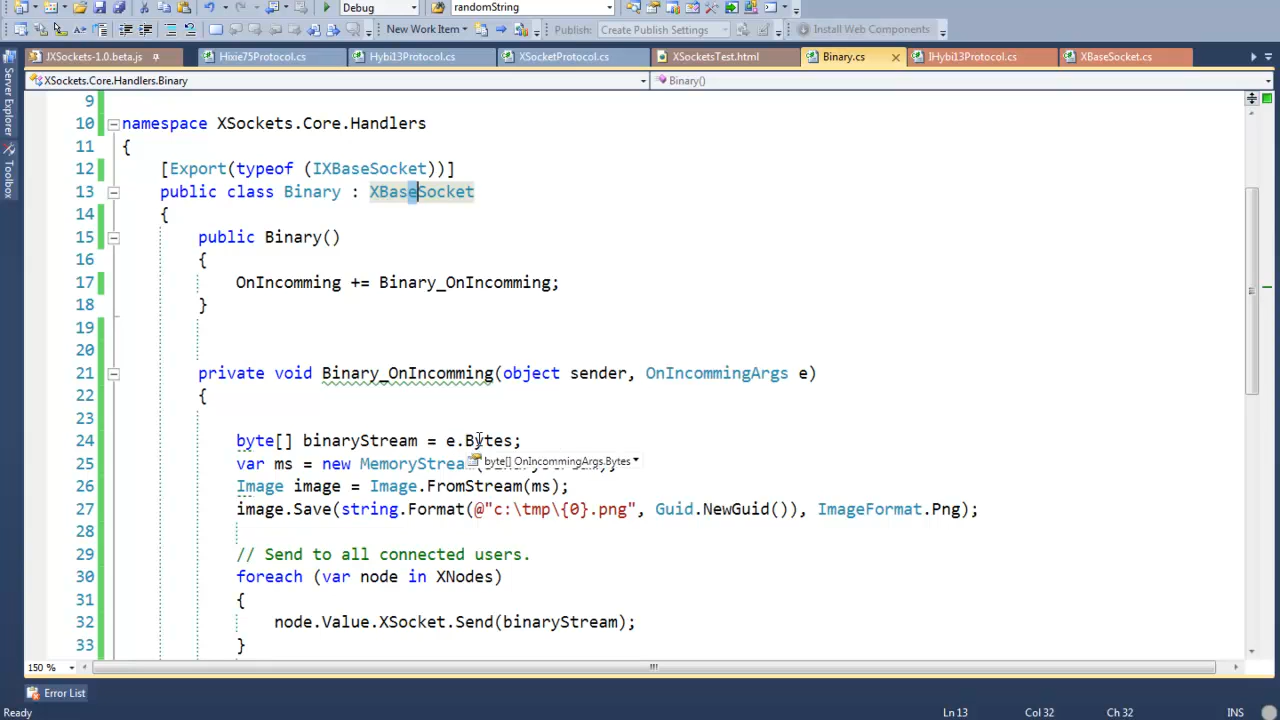 Debug
randomString
New Work Item
Publish:
Create Publish Settings
Install Web Components
JXSockets-1.0.beta.js
Hixie75Protocol.cs
Hybi13Protocol.cs
XSocketProtocol.cs
XSocketsTest.html
Binary.cs
IHybi13Protocol.cs
XBaseSocket.cs
Server Explorer
Toolbox
XSockets.Core.Handlers.Binary
Binary()
9
10 namespace XSockets.Core.Handlers
11 {
12 [Export(typeof (IXBaseSocket))]
13 public class Binary : XBaseSocket
14 {
15 public Binary()
16 {
17 OnIncomming += Binary_OnIncomming;
18 }
19
20
21 private void Binary_OnIncomming(object sender, OnIncommingArgs e)
22 {
23
24 byte[] binaryStream = e.Bytes;
25 var ms = new MemoryStream
byte[] OnIncommingArgs.Bytes
26 Image image = Image.FromStream(ms);
27 image.Save(string.Format(@"c:\tmp\{0}.png", Guid.NewGuid()), ImageFormat.Png);
28
29 // Send to all connected users.
30 foreach (var node in XNodes)
31 {
32 node.Value.XSocket.Send(binaryStream);
33 }
150 %
Error List
Ready
Ln 13
Col 32
Ch 32
INS